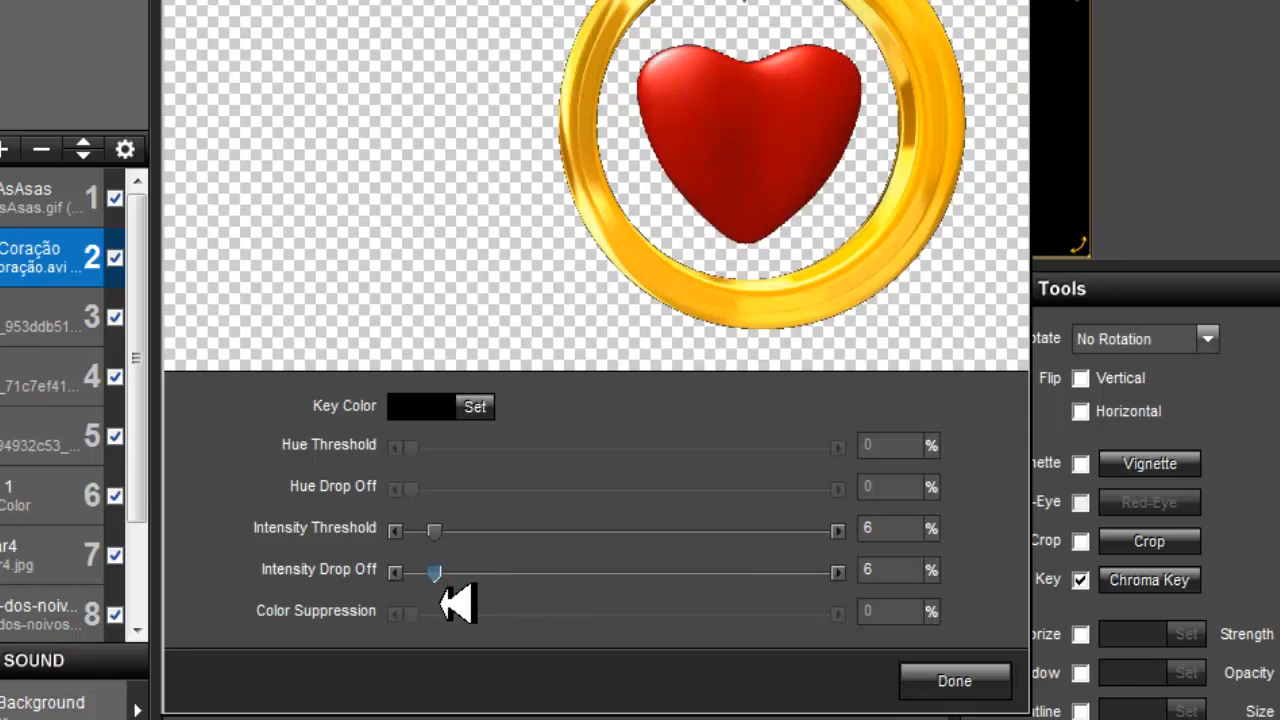 AsAsas
sAsas.gif (...
1
Coração
oração.avi ...
2
_953ddb51...
3
_71c7ef41...
4
94932c53_...
5
1
Color
6
ar4
r4.jpg
7
-dos-noiv...
dos-noivos...
8
SOUND
Background
Key Color
Set
Hue Threshold
0
%
Hue Drop Off
0
%
Intensity Threshold
6
%
Intensity Drop Off
6
%
Color Suppression
0
%
Done
Tools
otate
No Rotation
Flip
Vertical
Horizontal
nette
Vignette
-Eye
Red-Eye
Crop
Crop
Key
Chroma Key
orize
Set
Strength
dow
Set
Opacity
utline
Set
Size